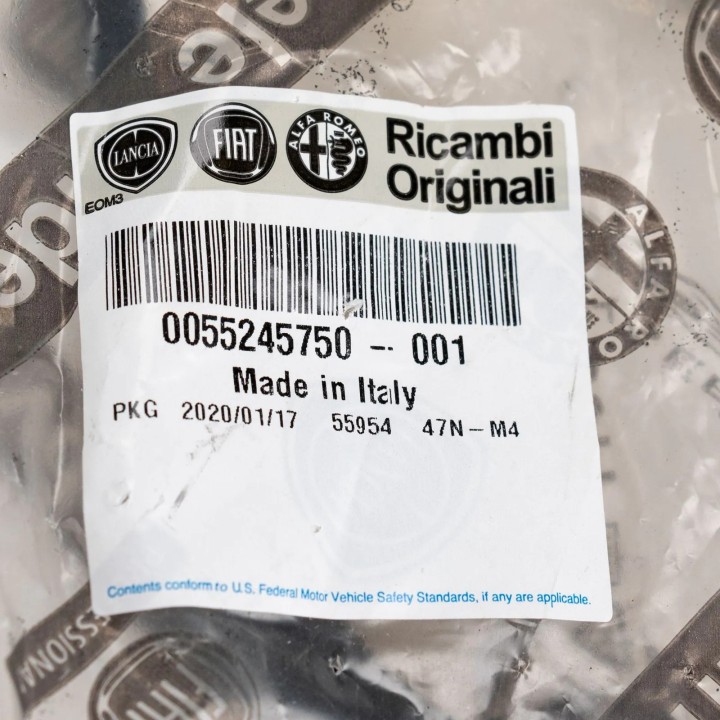 LANCIA
FIAT
ALFA ROMEO
Ricambi
Originali
EOM3
0055245750 - 001
Made in Italy
PKG 2020/01/17 55954 47N-M4
Contents conform to U.S. Federal Motor Vehicle Safety Standards, if any are applicable.